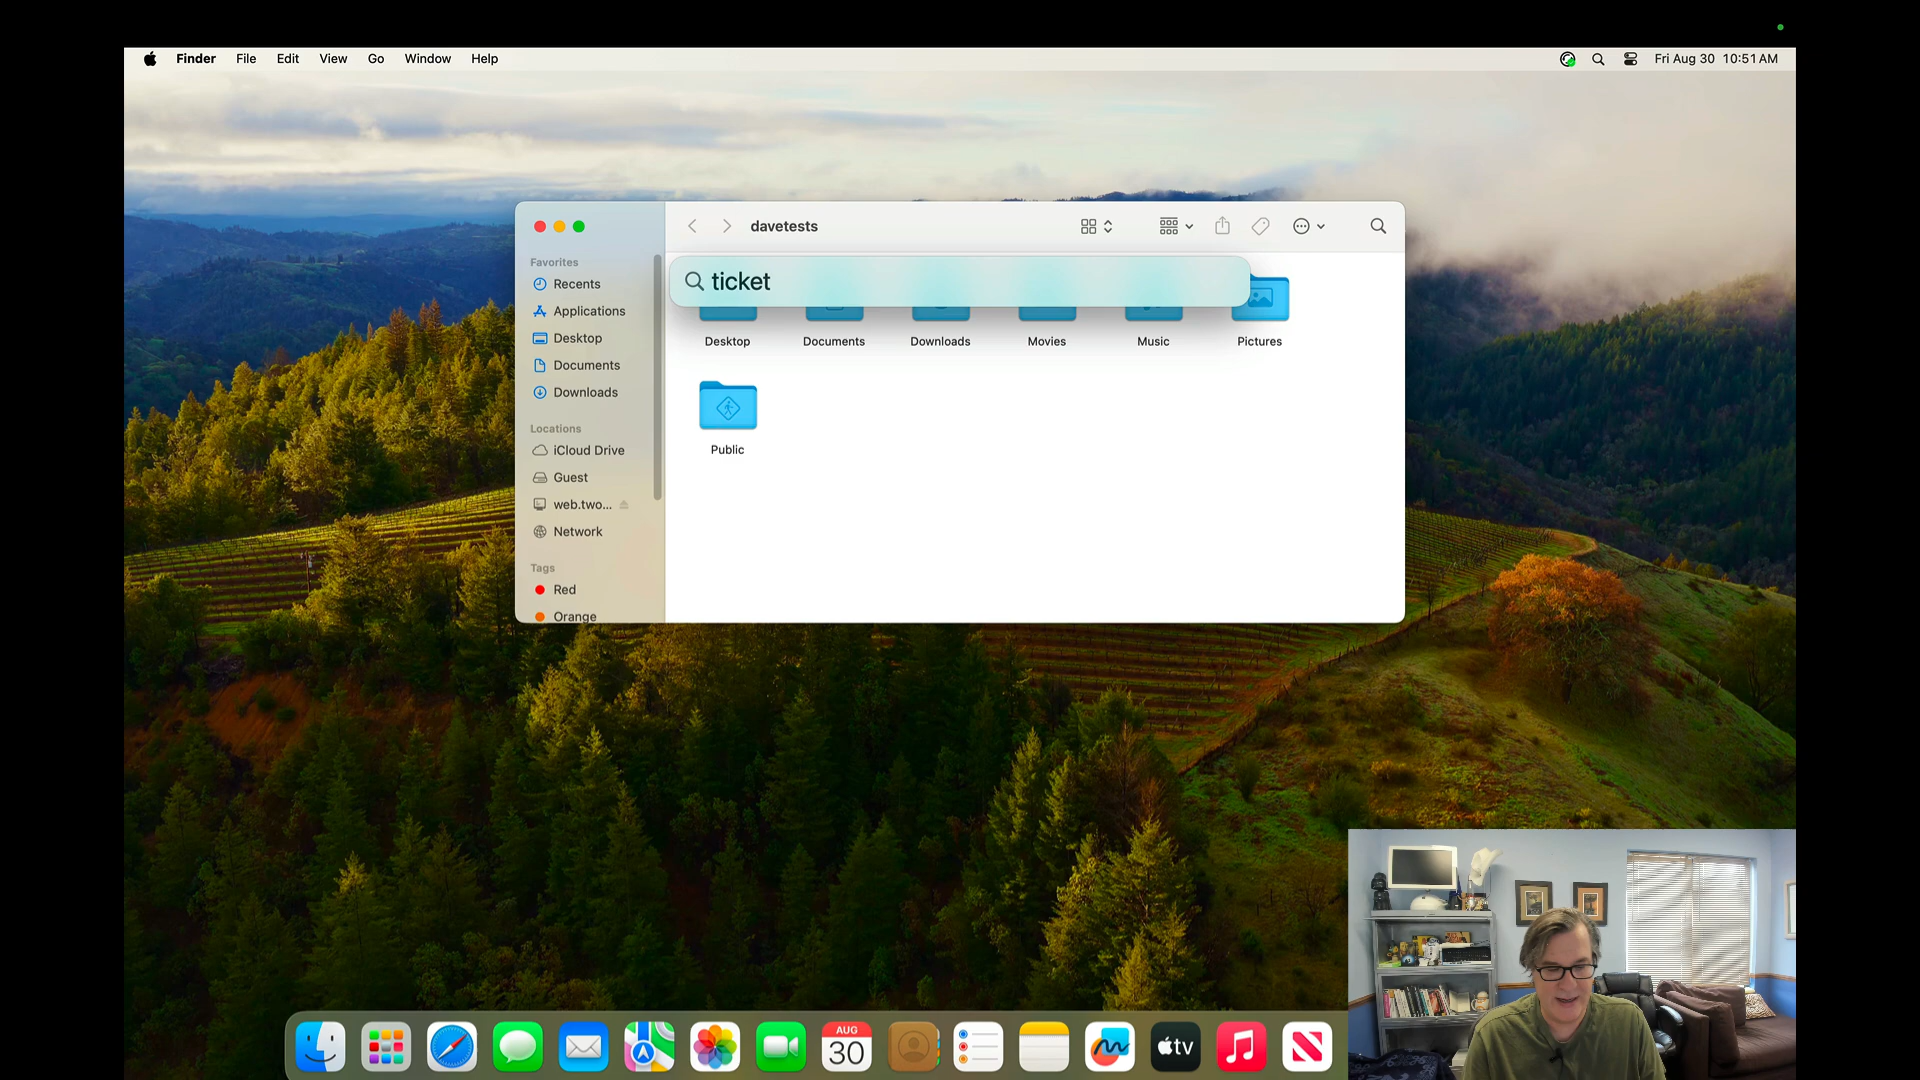 Finder File Edit View Go Window Help Fri Aug 30 10:51 AM
davetests
ticket
Favorites
Recents
Applications
Desktop
Documents
Downloads
Locations
iCloud Drive
Guest
web.two...
Network
Tags
Red
Orange
Desktop Documents Downloads Movies Music Pictures
Public
AUG
30
tv